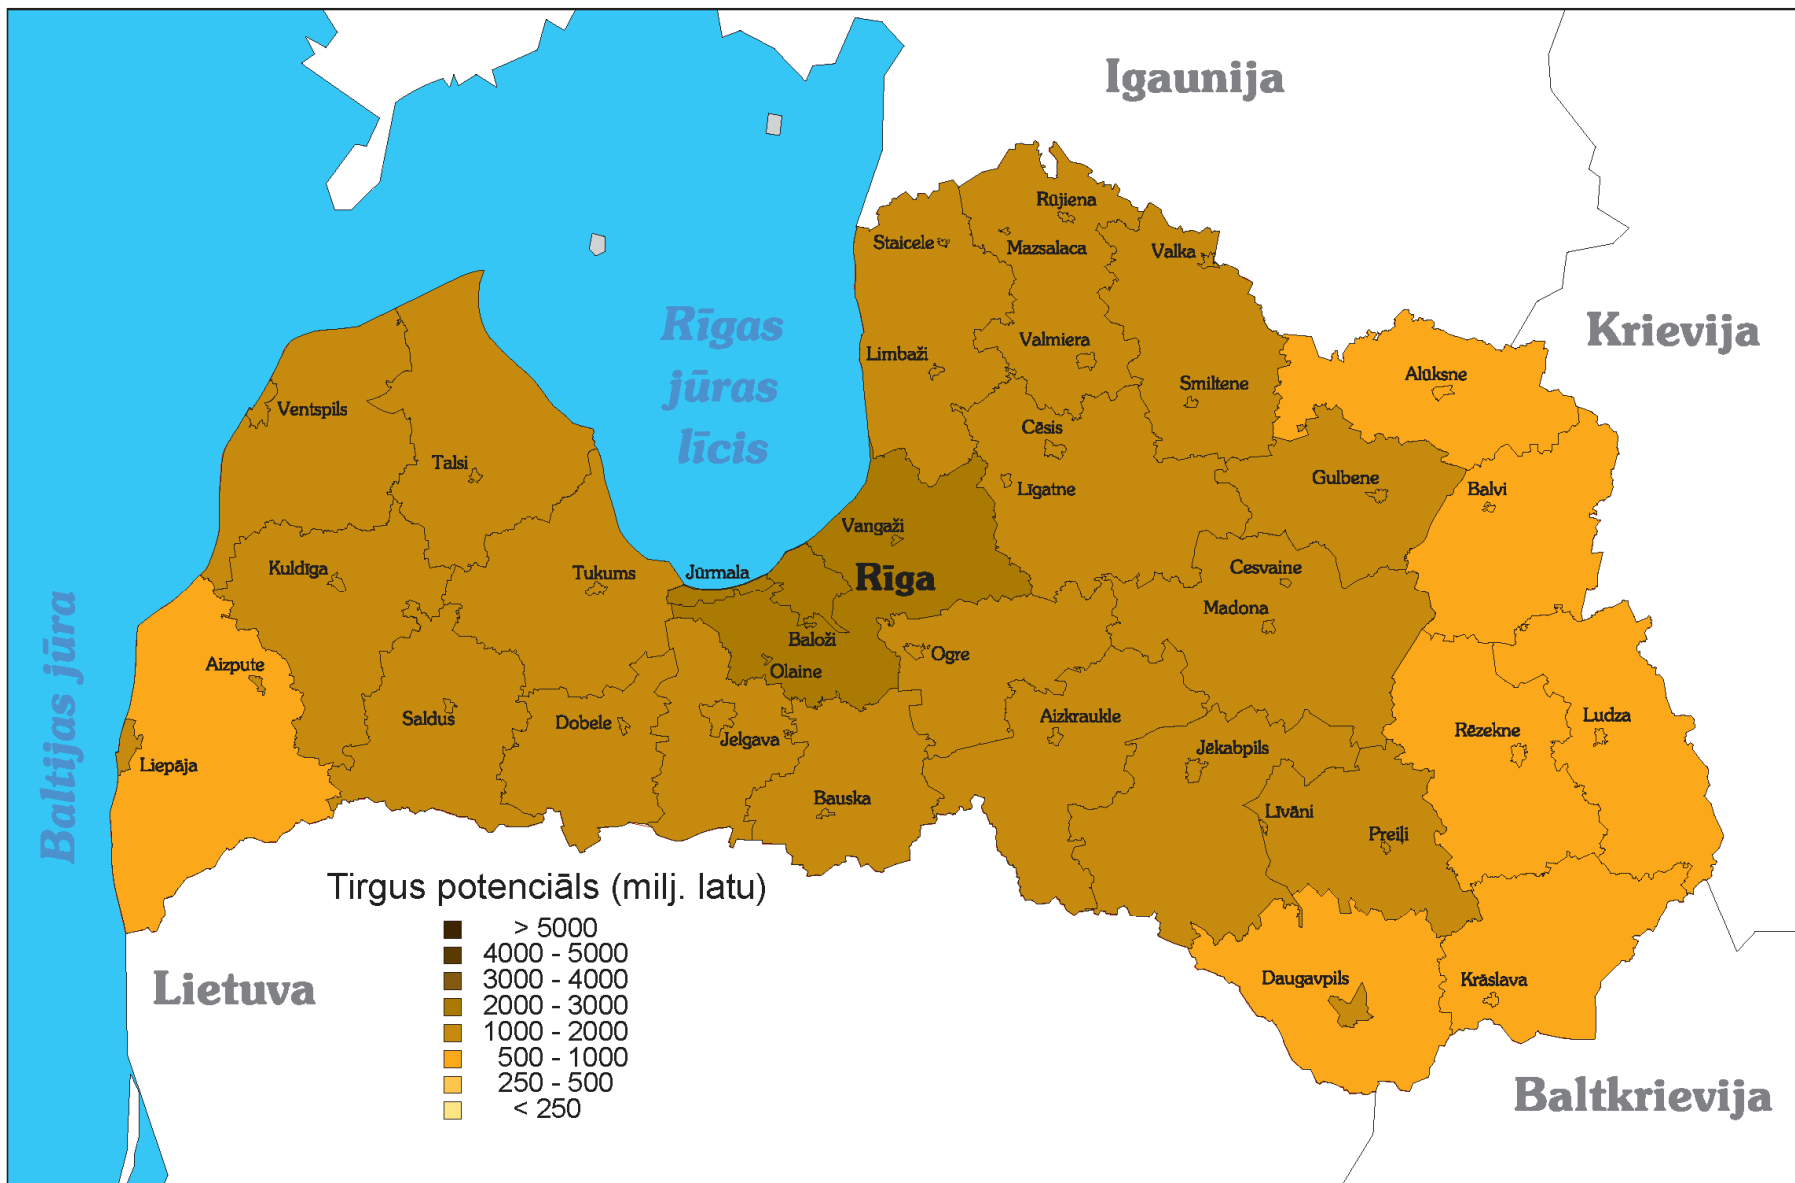 Igaunija
Rūjiena
Staicele
Mazsalaca
Valka
Rīgas
jūras
līcis
Krievija
Valmiera
Limbaži
Alūksne
Smiltene
Ventspils
Cēsis
Talsi
Gulbene
Līgatne
Balvi
Vangaži
Kuldīga
Tukums
Jūrmala
Rīga
Cesvaine
Madona
Baltijas jūra
Baloži
Ogre
Aizpute
Olaine
Saldus
Dobele
Jelgava
Aizkraukle
Ludza
Rēzekne
Jēkabpils
Liepāja
Bauska
Līvāni
Preiļi
Tirgus potenciāls (milj. latu)
> 5000
4000 - 5000
3000 - 4000
2000 - 3000
1000 - 2000
500 - 1000
250 - 500
< 250
Lietuva
Daugavpils
Krāslava
Baltkrievija